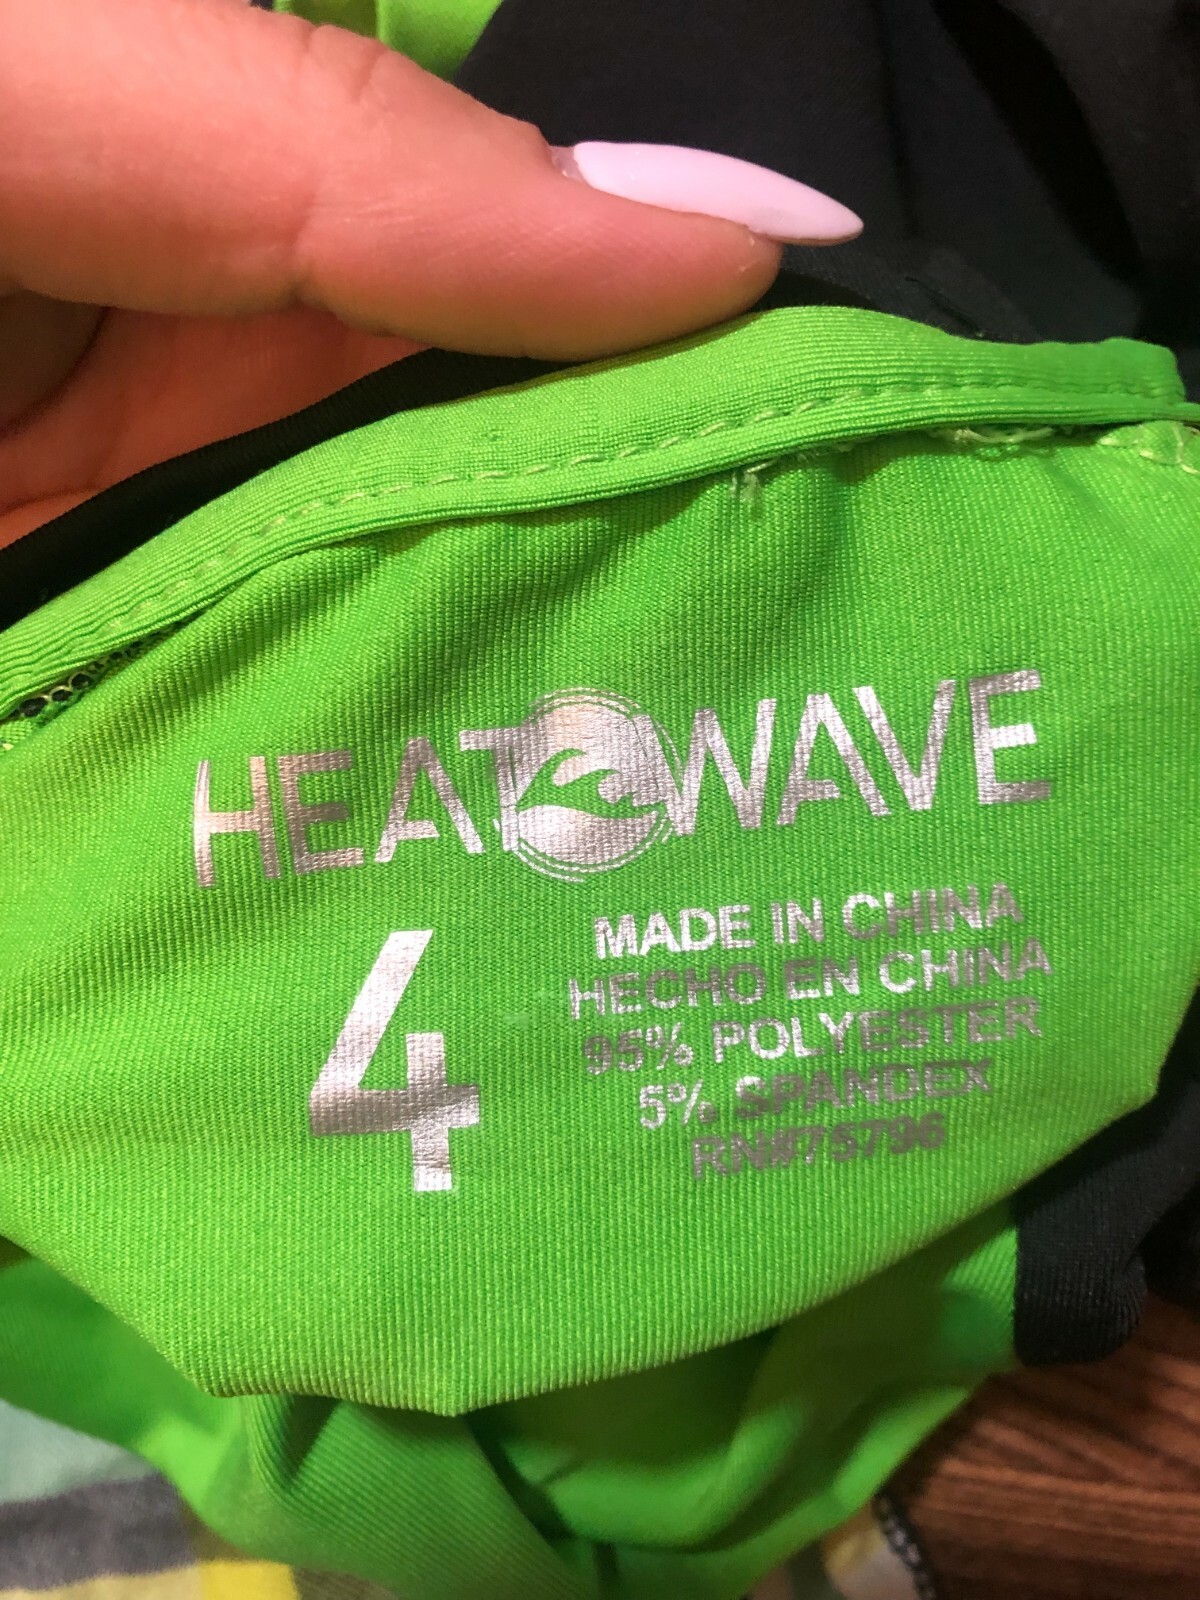 HEATWAVE
4
MADE IN CHINA
HECHO EN CHINA
95% POLYESTER
5% SPANDEX
RN#75796